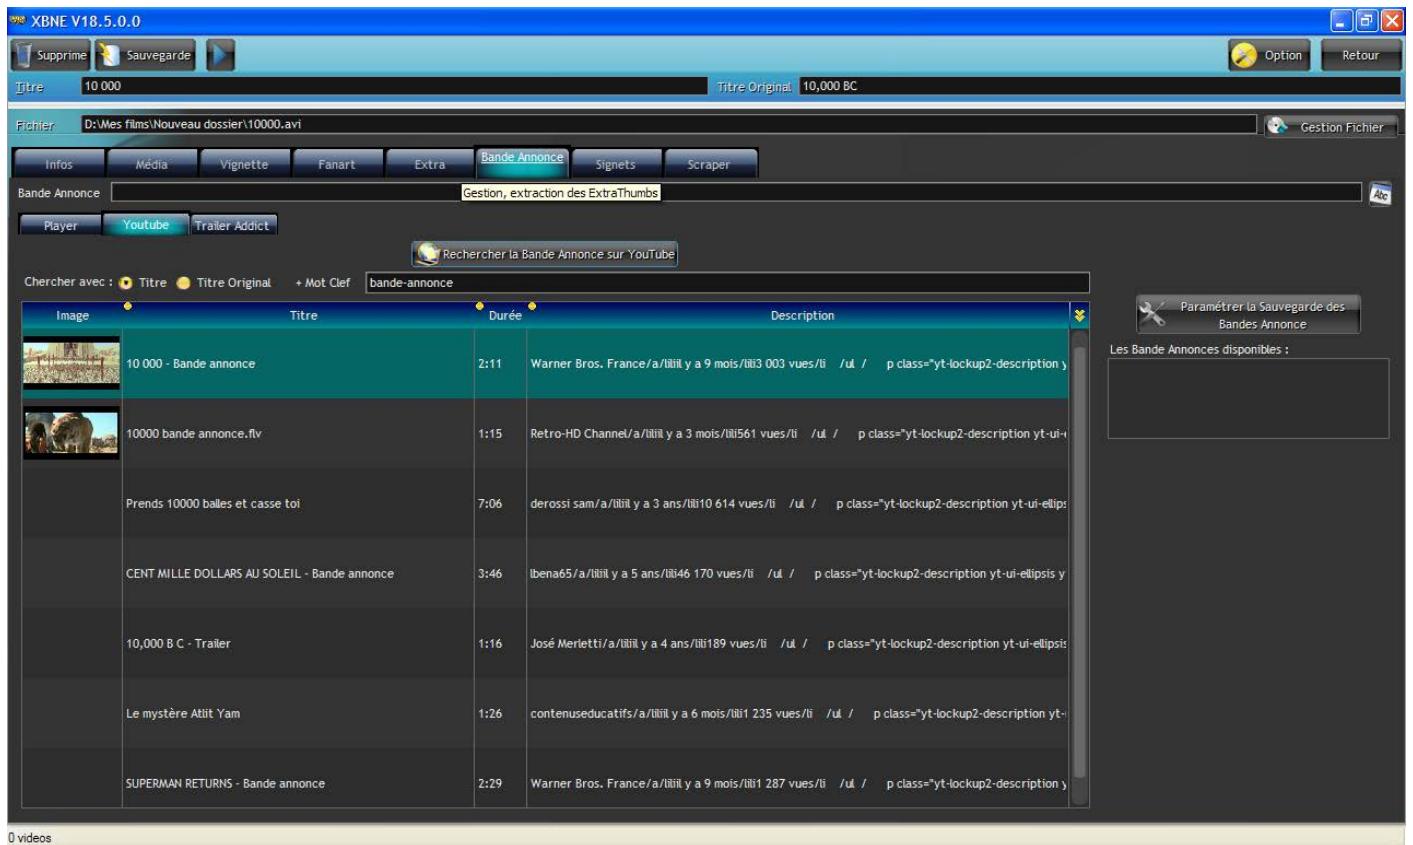 XBNE V18.5.0.0
Supprime Sauvegarde Option Retour
Titre 10 000 Titre Original 10,000 BC
Fichier D:\Mes films\Nouveau dossier\10000.avi Gestion Fichier
Infos Média Vignette Fanart Extra Bande Annonce Signets Scraper
Bande Annonce Gestion, extraction des ExtraThumbs Abc
Player Youtube Trailer Addict
Rechercher la Bande Annonce sur YouTube
Chercher avec : Titre Titre Original + Mot Clef bande-annonce
Image Titre Durée Description
Paramétrer la Sauvegarde des
Bandes Annonce
Les Bande Annonces disponibles :
10 000 - Bande annonce 2:11 Warner Bros. France/a/liliil y a 9 mois/lili3 003 vues/li /ul / p class="yt-lockup2-description y
10000 bande annonce.flv 1:15 Retro-HD Channel/a/liliil y a 3 mois/lili561 vues/li /ul / p class="yt-lockup2-description yt-ui-
Prends 10000 balles et casse toi 7:06 derossi sam/a/liliil y a 3 ans/lili10 614 vues/li /ul / p class="yt-lockup2-description yt-ui-ellips
CENT MILLE DOLLARS AU SOLEIL - Bande annonce 3:46 lbena65/a/liliil y a 5 ans/lili46 170 vues/li /ul / p class="yt-lockup2-description yt-ui-ellipsis y
10,000 B C - Trailer 1:16 José Merletti/a/liliil y a 4 ans/lili189 vues/li /ul / p class="yt-lockup2-description yt-ui-ellipsis
Le mystère Atlit Yam 1:26 contenuseducatifs/a/liliil y a 6 mois/lili1 235 vues/li /ul / p class="yt-lockup2-description yt-
SUPERMAN RETURNS - Bande annonce 2:29 Warner Bros. France/a/liliil y a 9 mois/lili1 287 vues/li /ul / p class="yt-lockup2-description y
0 videos